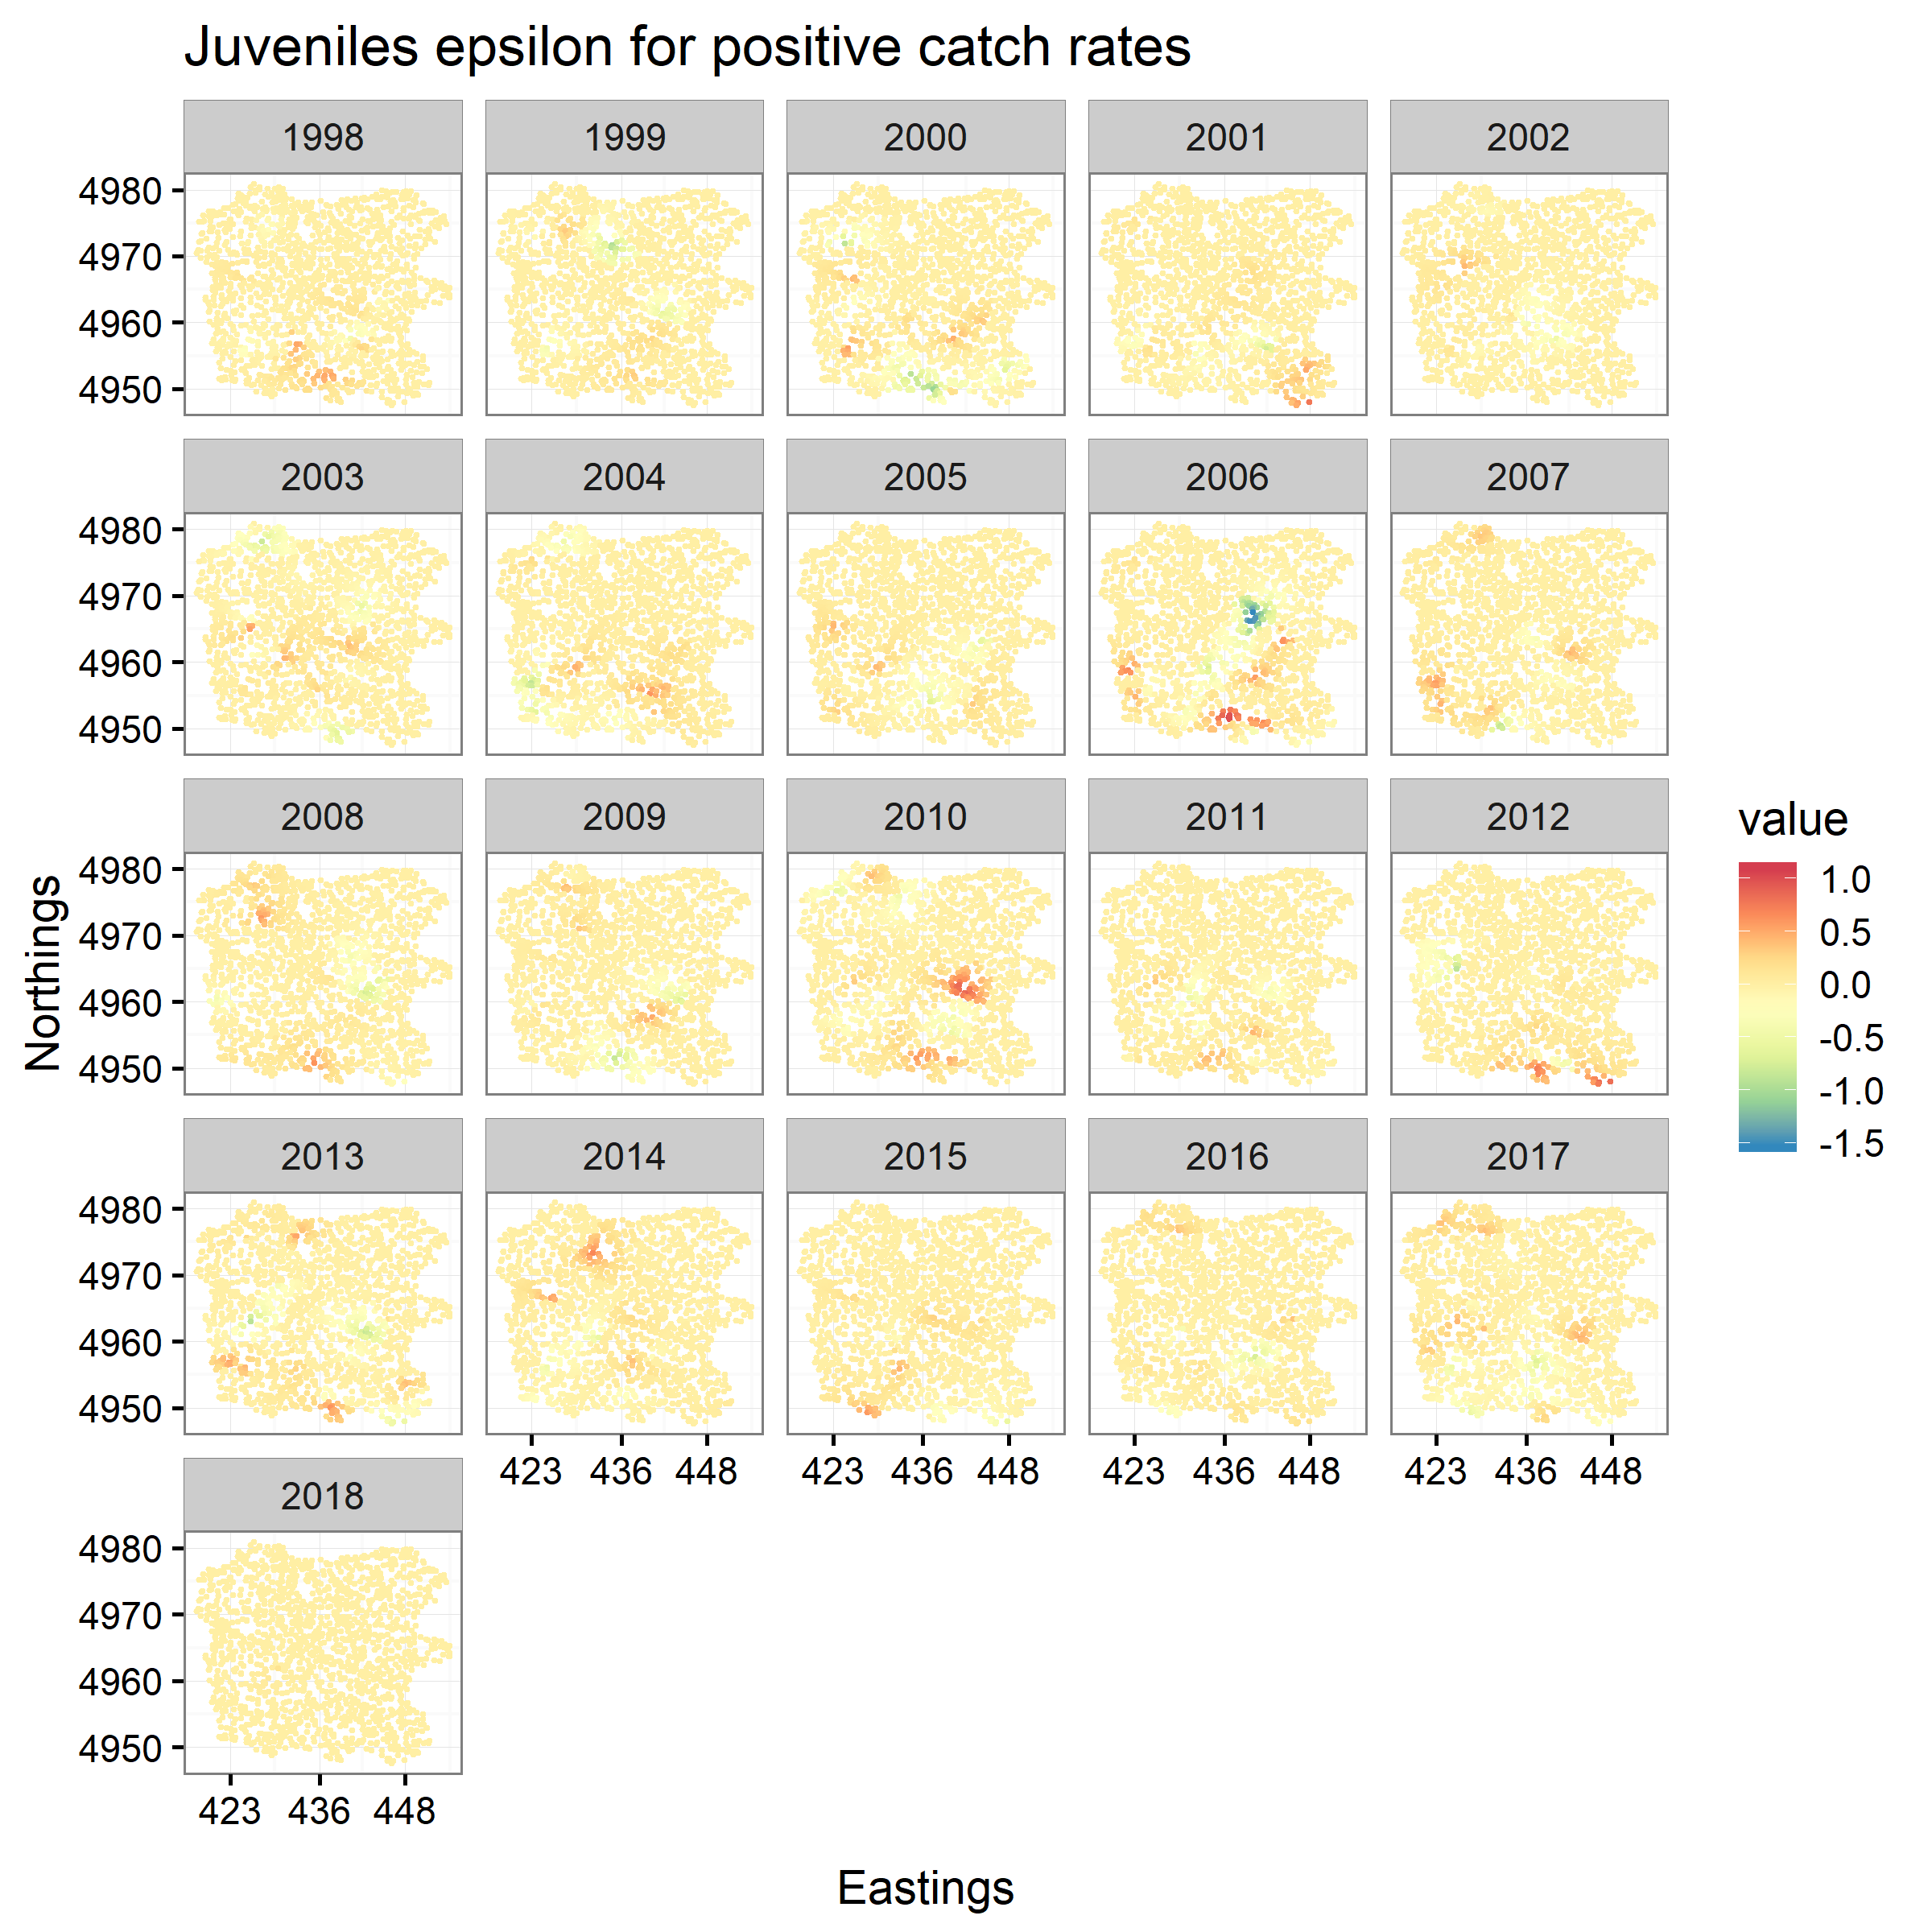 Juveniles epsilon for positive catch rates
1998 1999 2000 2001 2002
4980
4970
4960
4950
2003 2004 2005 2006 2007
4980
4970
4960
4950
2008 2009 2010 2011 2012
4980
4970
4960
4950
2013 2014 2015 2016 2017
4980
4970
4960
4950
423 436 448 423 436 448 423 436 448 423 436 448
2018
4980
4970
4960
4950
423 436 448
Eastings
Northings
value
1.0
0.5
0.0
-0.5
-1.0
-1.5